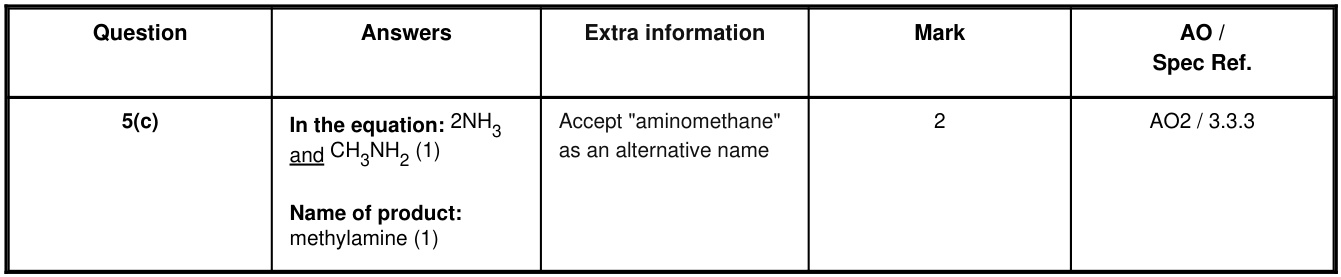 Question Answers Extra information Mark AO /
Spec Ref.
5(c) In the equation: 2NH₃ Accept "aminomethane" 2 AO2 / 3.3.3
and CH₃NH₂ (1) as an alternative name
Name of product:
methylamine (1)